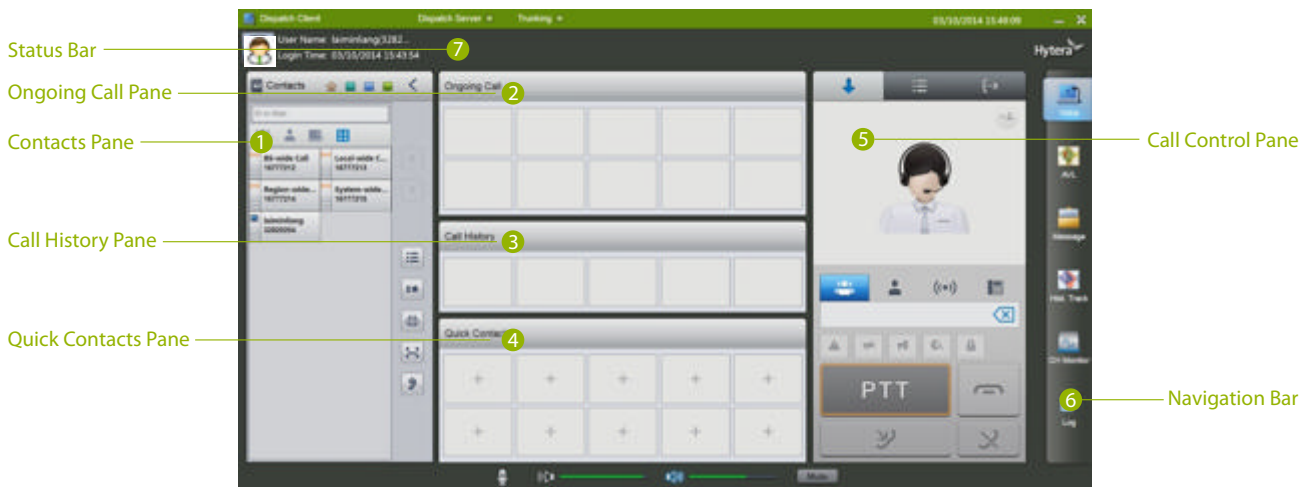 Dispatch Client Dispatch Server Trunking 03/10/2014 15:48:09
User Name: laiminliang(3282...
Login Time: 03/10/2014 15:43:54
Hytera
Status Bar
7
Ongoing Call Pane
Contacts
Ongoing Call
2
Contacts Pane
1
5
Call Control Pane
BS-wide Call
16777212
Local-wide C...
16777213
Region-wide...
16777214
System-wide...
16777215
laiminliang
AVL
Message
Call History Pane
Call History
3
Hist. Track
Quick Contacts Pane
Quick Contacts
4
CH Monitor
PTT
6
Navigation Bar
Log
Mute